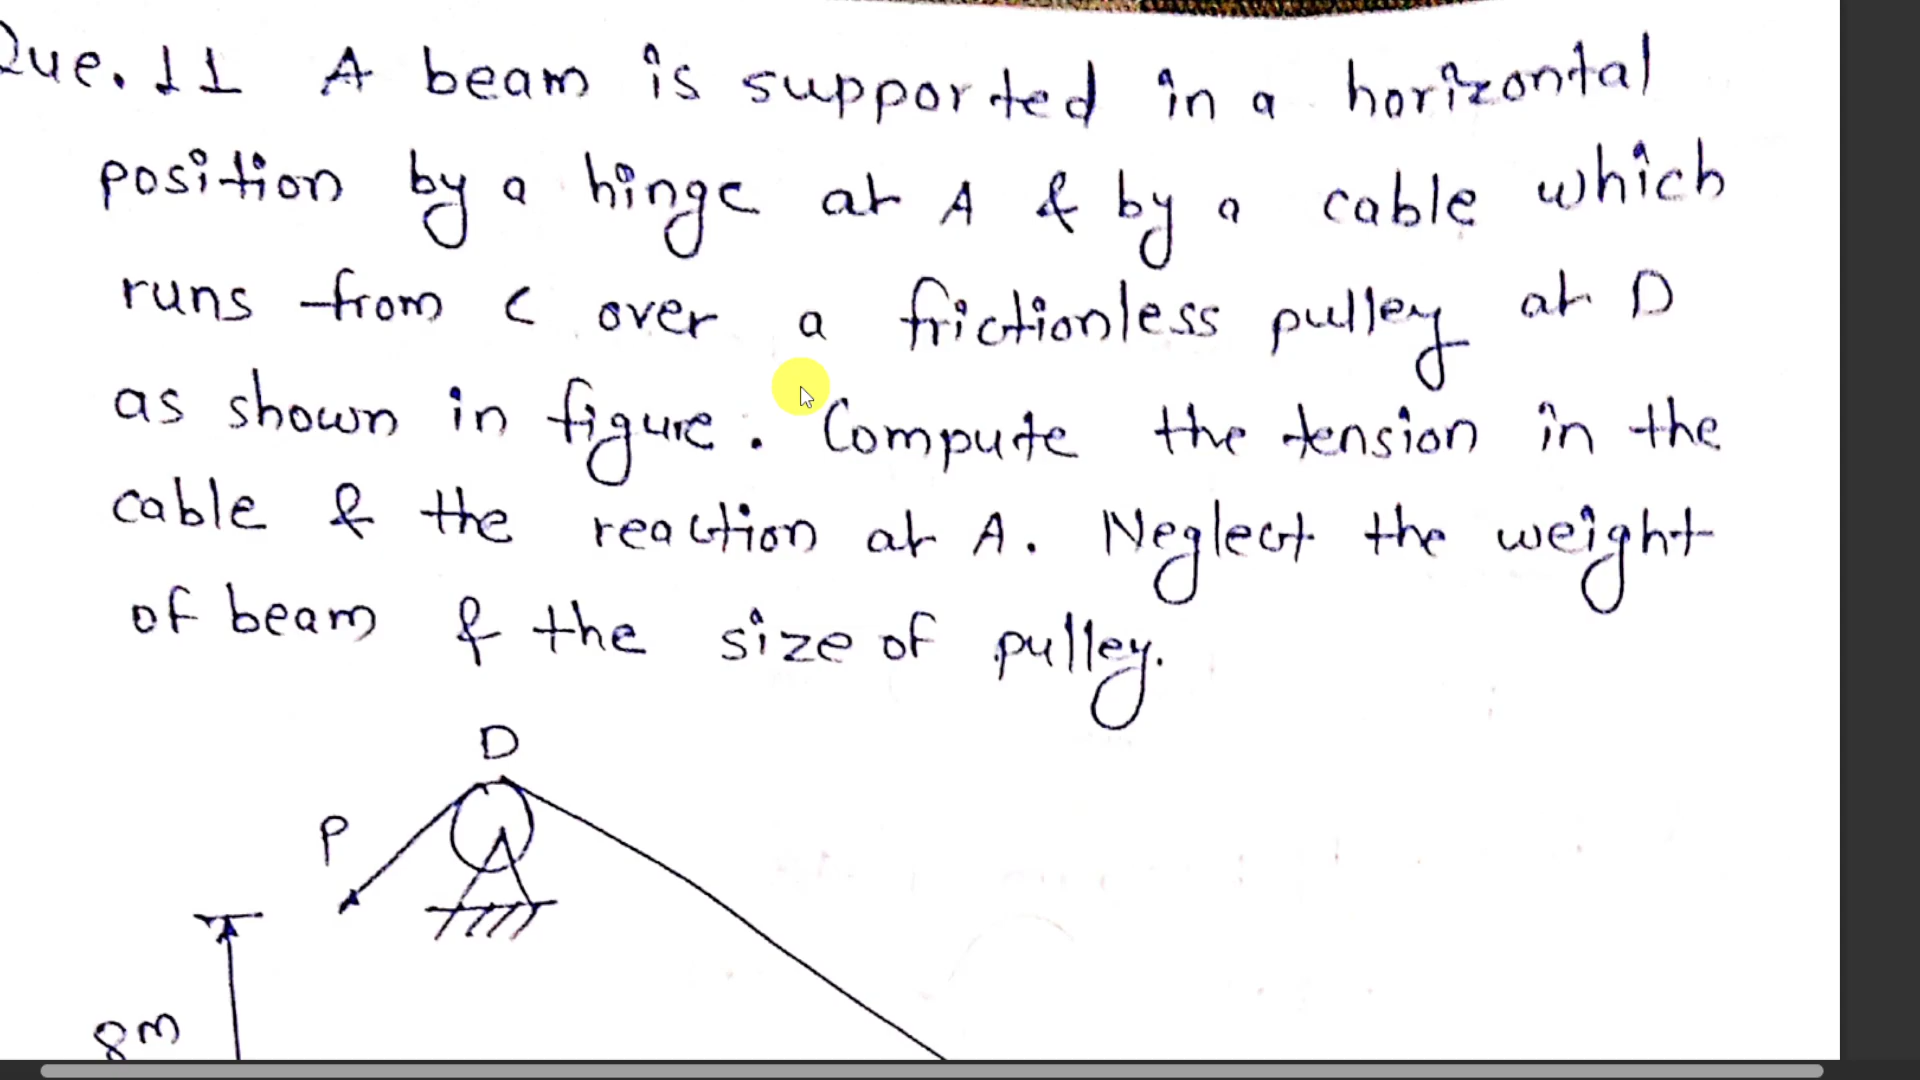 Que. 11 A beam is supported in a horizontal
position by a hinge at A & by a cable which
runs from C over a frictionless pulley at D
as shown in figure. Compute the tension in the
cable & the reaction at A. Neglect the weight
of beam & the size of pulley.
D
P
8m